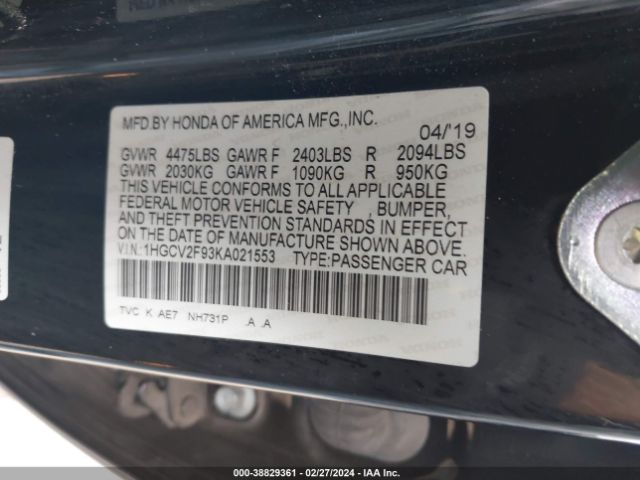 MFD.BY HONDA OF AMERICA MFG.,INC. 04/'19
GVWR 4475LBS GAWR F 2403LBS R 2094LBS
GVWR 2030KG GAWR F 1090KG R 950KG
THIS VEHICLE CONFORMS TO ALL APPLICABLE
FEDERAL MOTOR VEHICLE SAFETY , BUMPER,
AND THEFT PREVENTION STANDARDS IN EFFECT
ON THE DATE OF MANUFACTURE SHOWN ABOVE.
V.I.N.:1HGCV2F93KA021553 TYPE:PASSENGER CAR
TVC K AE7 NH731P .A .A
000-38829361 - 02/27/2024 - IAA Inc.